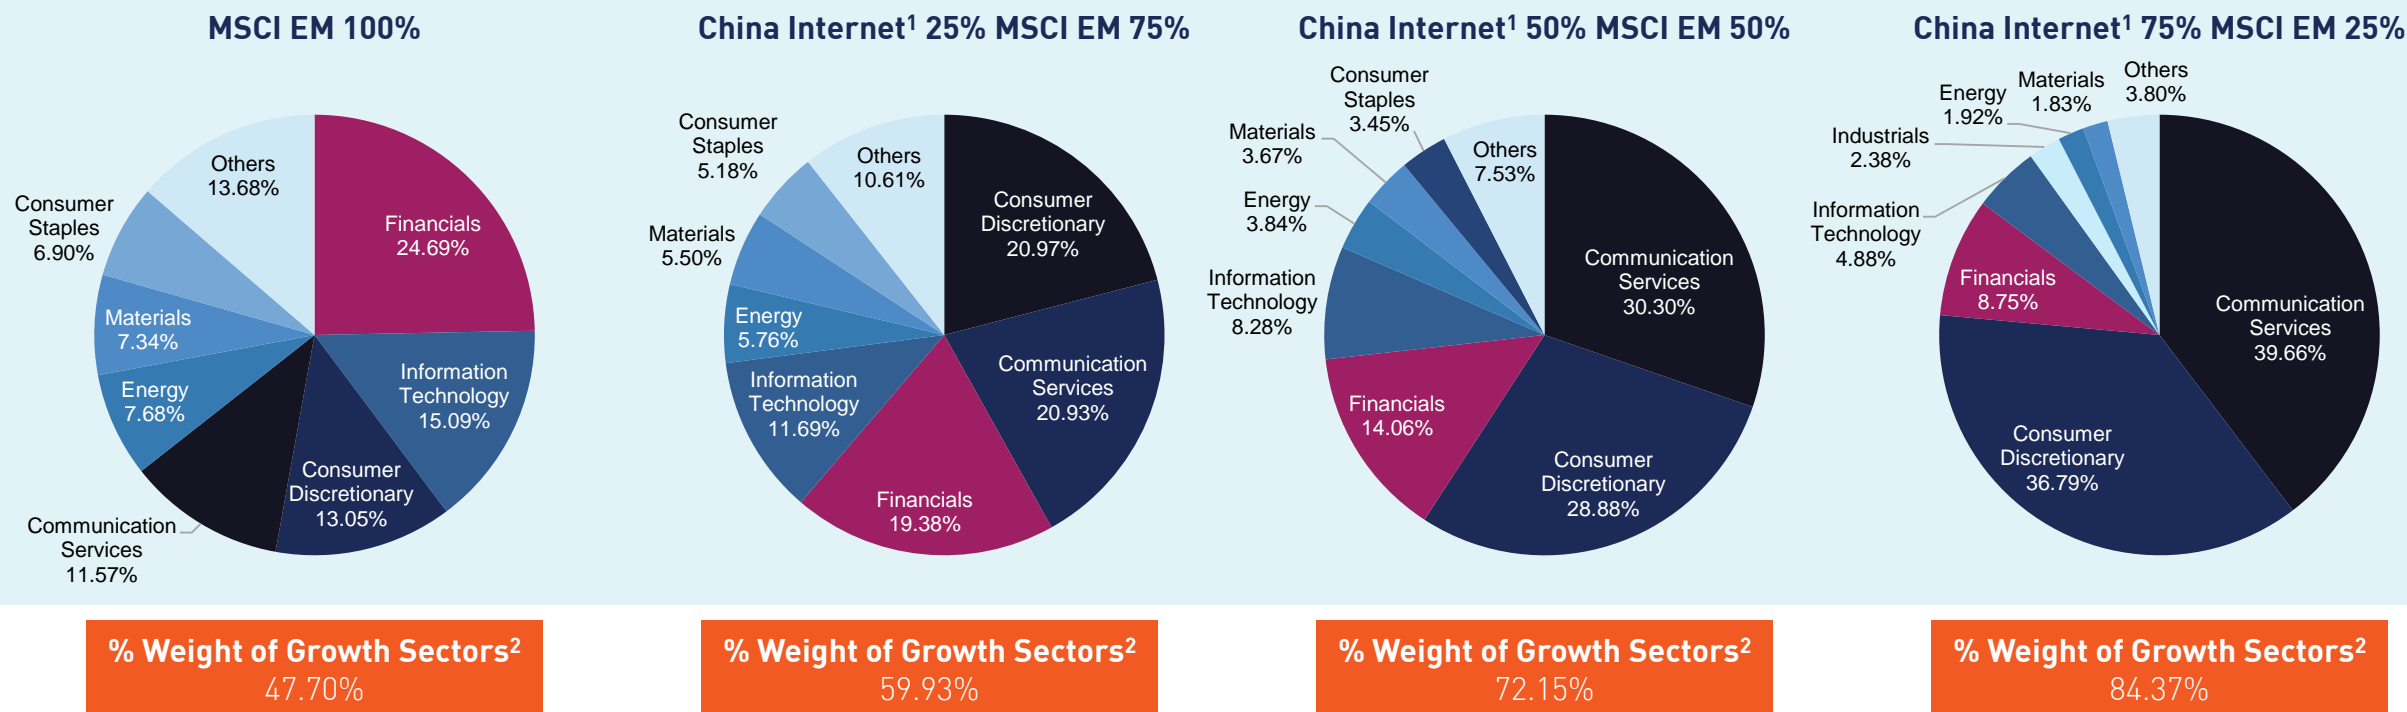 MSCI EM 100%
Others
13.68%
Financials
24.69%
Consumer
Staples
6.90%
Materials
7.34%
Information
Technology
15.09%
Energy
7.68%
Consumer
Discretionary
13.05%
Communication
Services
11.57%
% Weight of Growth Sectors²
47.70%
China Internet¹ 25% MSCI EM 75%
Consumer
Staples
5.18%
Others
10.61%
Consumer
Discretionary
20.97%
Materials
5.50%
Energy
5.76%
Information
Technology
11.69%
Communication
Services
20.93%
Financials
19.38%
% Weight of Growth Sectors²
59.93%
China Internet¹ 50% MSCI EM 50%
Consumer
Staples
3.45%
Materials
3.67%
Others
7.53%
Energy
3.84%
Information
Technology
8.28%
Communication
Services
30.30%
Financials
14.06%
Consumer
Discretionary
28.88%
% Weight of Growth Sectors²
72.15%
China Internet¹ 75% MSCI EM 25%
Others
3.80%
Materials
1.83%
Energy
1.92%
Industrials
2.38%
Information
Technology
4.88%
Financials
8.75%
Communication
Services
39.66%
Consumer
Discretionary
36.79%
% Weight of Growth Sectors²
84.37%